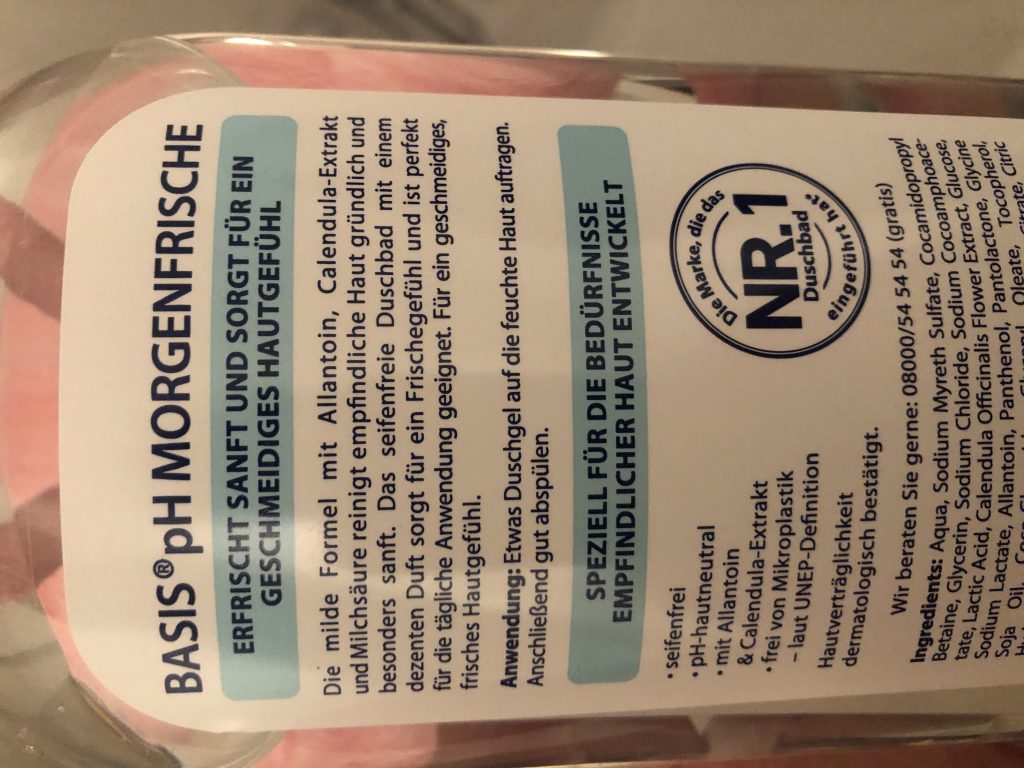 BASIS® pH MORGENFRISCHE
ERFRISCHT SANFT UND SORGT FÜR EIN
GESCHMEIDIGES HAUTGEFÜHL
Die milde Formel mit Allantoin, Calendula-Extrakt
und Milchsäure reinigt empfindliche Haut gründlich und
besonders sanft. Das seifenfreie Duschbad mit einem
dezenten Duft sorgt für ein Frischegefühl und ist perfekt
für die tägliche Anwendung geeignet. Für ein geschmeidiges,
frisches Hautgefühl.
Anwendung: Etwas Duschgel auf die feuchte Haut auftragen.
Anschließend gut abspülen.
SPEZIELL FÜR DIE BEDÜRFNISSE
EMPFINDLICHER HAUT ENTWICKELT
• seifenfrei
• pH-hautneutral
• mit Allantoin
& Calendula-Extrakt
• frei von Mikroplastik
– laut UNEP-Definition
Hautverträglichkeit
dermatologisch bestätigt.
Die Marke, die das
NR. 1
Duschbad
eingeführt hat
Wir beraten Sie gerne: 08000/54 54 54 (gratis)
Ingredients: Aqua, Sodium Myreth Sulfate, Cocamidopropyl
Betaine, Glycerin, Sodium Chloride, Sodium Cocoamphoace-
tate, Lactic Acid, Calendula Officinalis Flower Extract, Glucose,
Sodium Lactate, Allantoin, Panthenol, Pantolactone, Glycine
Soja Oil, Tocopherol,
Oleate, Citric